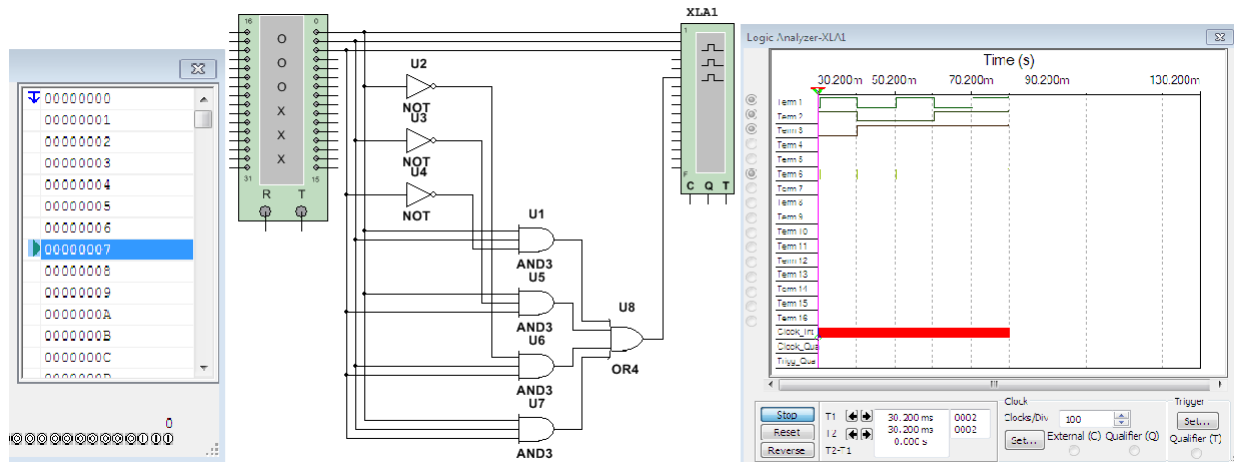 00000000
00000001
00000002
00000003
00000004
00000005
00000006
00000007
00000008
00000009
0000000A
0000000B
0000000C
0000000D
0
0000000000000111
16 0
O
O
O
X
X
X
31 15
R T
U2
NOT
U3
NOT
U4
NOT
U1
AND3
U5
AND3
U6
AND3
U7
AND3
U8
OR4
XLA1
1
F
C Q T
Logic Analyzer-XLA1
Time (s)
30.200m 50.200m 70.200m 90.200m 130.200m
Term 1
Term 2
Term 3
Term 4
Term 5
Term 6
Term 7
Term 8
Term 9
Term 10
Term 11
Term 12
Term 13
Term 14
Term 15
Term 16
Clock_Int
Clock_Qua
Trigg_Qua
Stop
Reset
Reverse
T1 30.200 ms 0002
T2 30.200 ms 0002
T2-T1 0.000 s
Clock
Clocks/Div 100
Set...
External (C) Qualifier (Q)
Trigger
Set...
Qualifier (T)